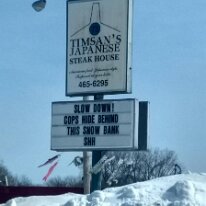 TIMSAN'S
JAPANESE
STEAK HOUSE
465-6295
SLOW DOWN!
COPS HIDE BEHIND
THIS SNOW BANK
SHH